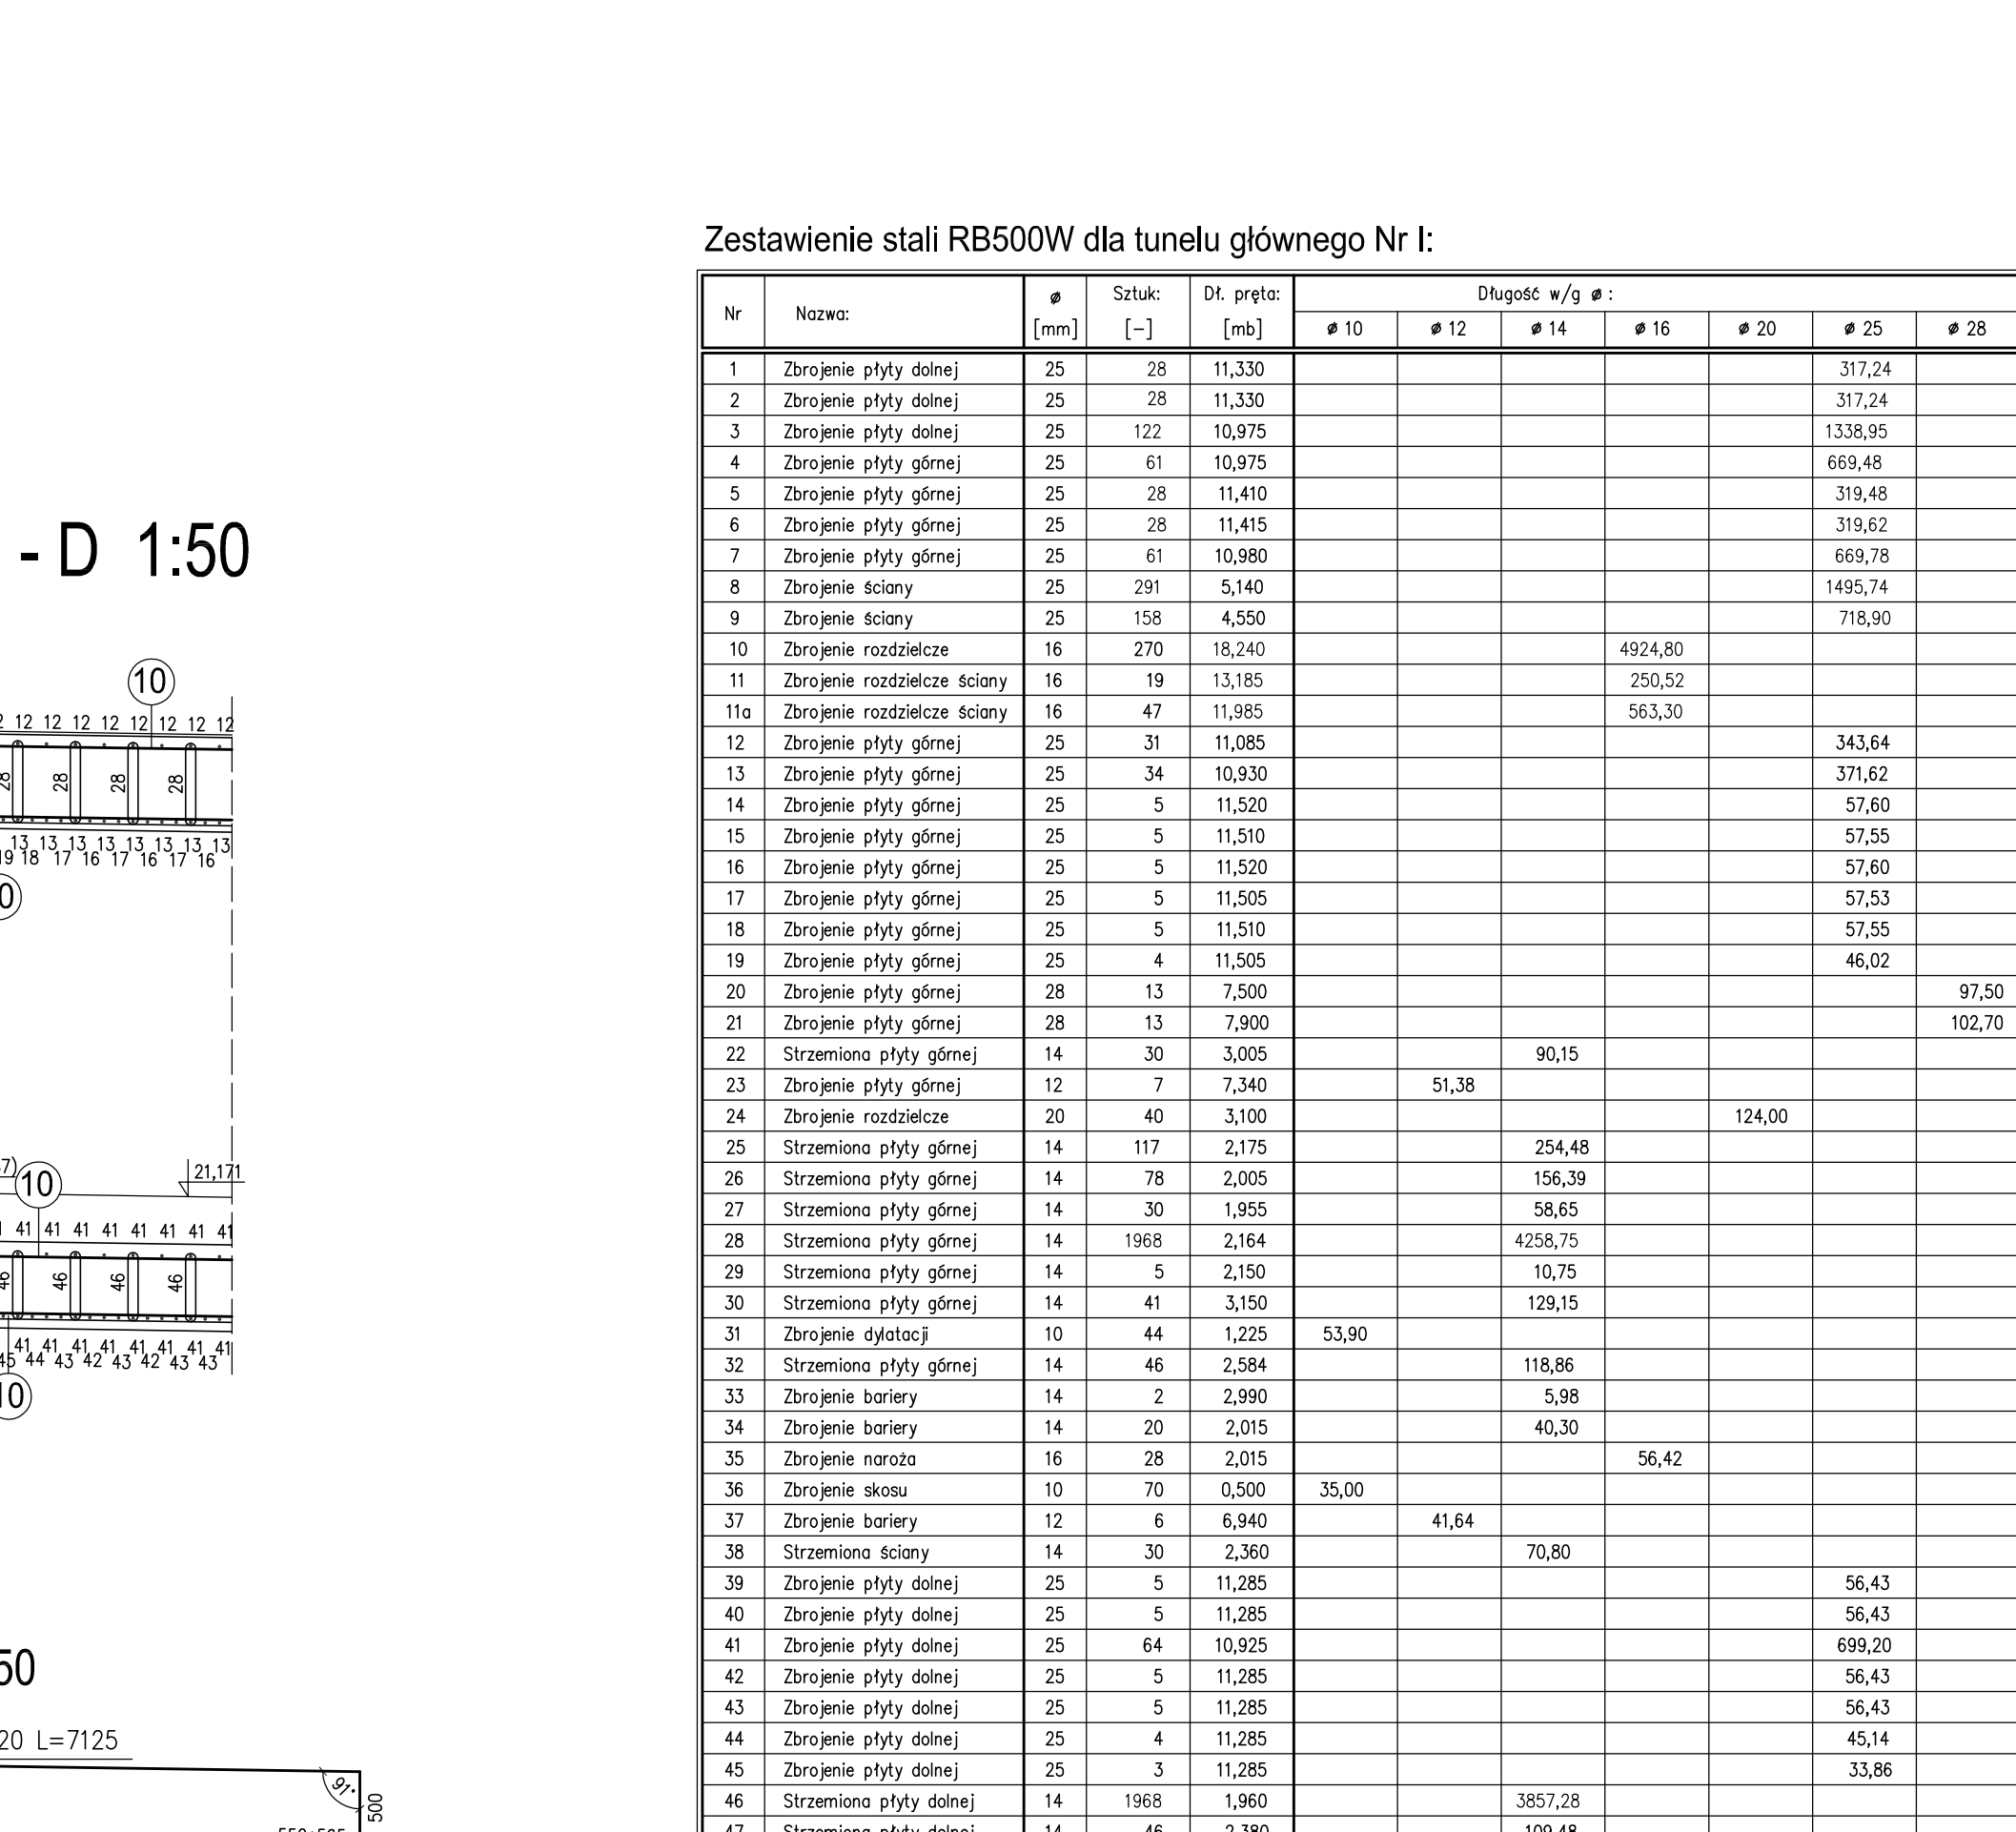 Zestawienie stali RB500W dla tunelu głównego Nr I:
Nr Nazwa: ø [mm] Sztuk: [-] Dł. pręta: [mb] Długość w/g ø :
ø 10 ø 12 ø 14 ø 16 ø 20 ø 25 ø 28
1 Zbrojenie płyty dolnej 25 28 11,330 317,24
2 Zbrojenie płyty dolnej 25 28 11,330 317,24
3 Zbrojenie płyty dolnej 25 122 10,975 1338,95
4 Zbrojenie płyty górnej 25 61 10,975 669,48
5 Zbrojenie płyty górnej 25 28 11,410 319,48
6 Zbrojenie płyty górnej 25 28 11,415 319,62
7 Zbrojenie płyty górnej 25 61 10,980 669,78
8 Zbrojenie ściany 25 291 5,140 1495,74
9 Zbrojenie ściany 25 158 4,550 718,90
10 Zbrojenie rozdzielcze 16 270 18,240 4924,80
11 Zbrojenie rozdzielcze ściany 16 19 13,185 250,52
11a Zbrojenie rozdzielcze ściany 16 47 11,985 563,30
12 Zbrojenie płyty górnej 25 31 11,085 343,64
13 Zbrojenie płyty górnej 25 34 10,930 371,62
14 Zbrojenie płyty górnej 25 5 11,520 57,60
15 Zbrojenie płyty górnej 25 5 11,510 57,55
16 Zbrojenie płyty górnej 25 5 11,520 57,60
17 Zbrojenie płyty górnej 25 5 11,505 57,53
18 Zbrojenie płyty górnej 25 5 11,510 57,55
19 Zbrojenie płyty górnej 25 4 11,505 46,02
20 Zbrojenie płyty górnej 28 13 7,500 97,50
21 Zbrojenie płyty górnej 28 13 7,900 102,70
22 Strzemiona płyty górnej 14 30 3,005 90,15
23 Zbrojenie płyty górnej 12 7 7,340 51,38
24 Zbrojenie rozdzielcze 20 40 3,100 124,00
25 Strzemiona płyty górnej 14 117 2,175 254,48
26 Strzemiona płyty górnej 14 78 2,005 156,39
27 Strzemiona płyty górnej 14 30 1,955 58,65
28 Strzemiona płyty górnej 14 1968 2,164 4258,75
29 Strzemiona płyty górnej 14 5 2,150 10,75
30 Strzemiona płyty górnej 14 41 3,150 129,15
31 Zbrojenie dylatacji 10 44 1,225 53,90
32 Strzemiona płyty górnej 14 46 2,584 118,86
33 Zbrojenie bariery 14 2 2,990 5,98
34 Zbrojenie bariery 14 20 2,015 40,30
35 Zbrojenie naroża 16 28 2,015 56,42
36 Zbrojenie skosu 10 70 0,500 35,00
37 Zbrojenie bariery 12 6 6,940 41,64
38 Strzemiona ściany 14 30 2,360 70,80
39 Zbrojenie płyty dolnej 25 5 11,285 56,43
40 Zbrojenie płyty dolnej 25 5 11,285 56,43
41 Zbrojenie płyty dolnej 25 64 10,925 699,20
42 Zbrojenie płyty dolnej 25 5 11,285 56,43
43 Zbrojenie płyty dolnej 25 5 11,285 56,43
44 Zbrojenie płyty dolnej 25 4 11,285 45,14
45 Zbrojenie płyty dolnej 25 3 11,285 33,86
46 Strzemiona płyty dolnej 14 1968 1,960 3857,28
47 Strzemiona płyty dolnej 14 46 2,380 109,48
- D 1:50
10
12 12 12 12 12 12 12 12
28 28 28 28
13 13 13 13 13 13 13 13
19 18 17 16 17 16 17 16
0
7)
10
21,171
41 41 41 41 41 41 41 41
46 46 46 46
41 41 41 41 41 41 41 41
45 44 43 42 43 42 43 43
10
50
20 L=7125
91°
500